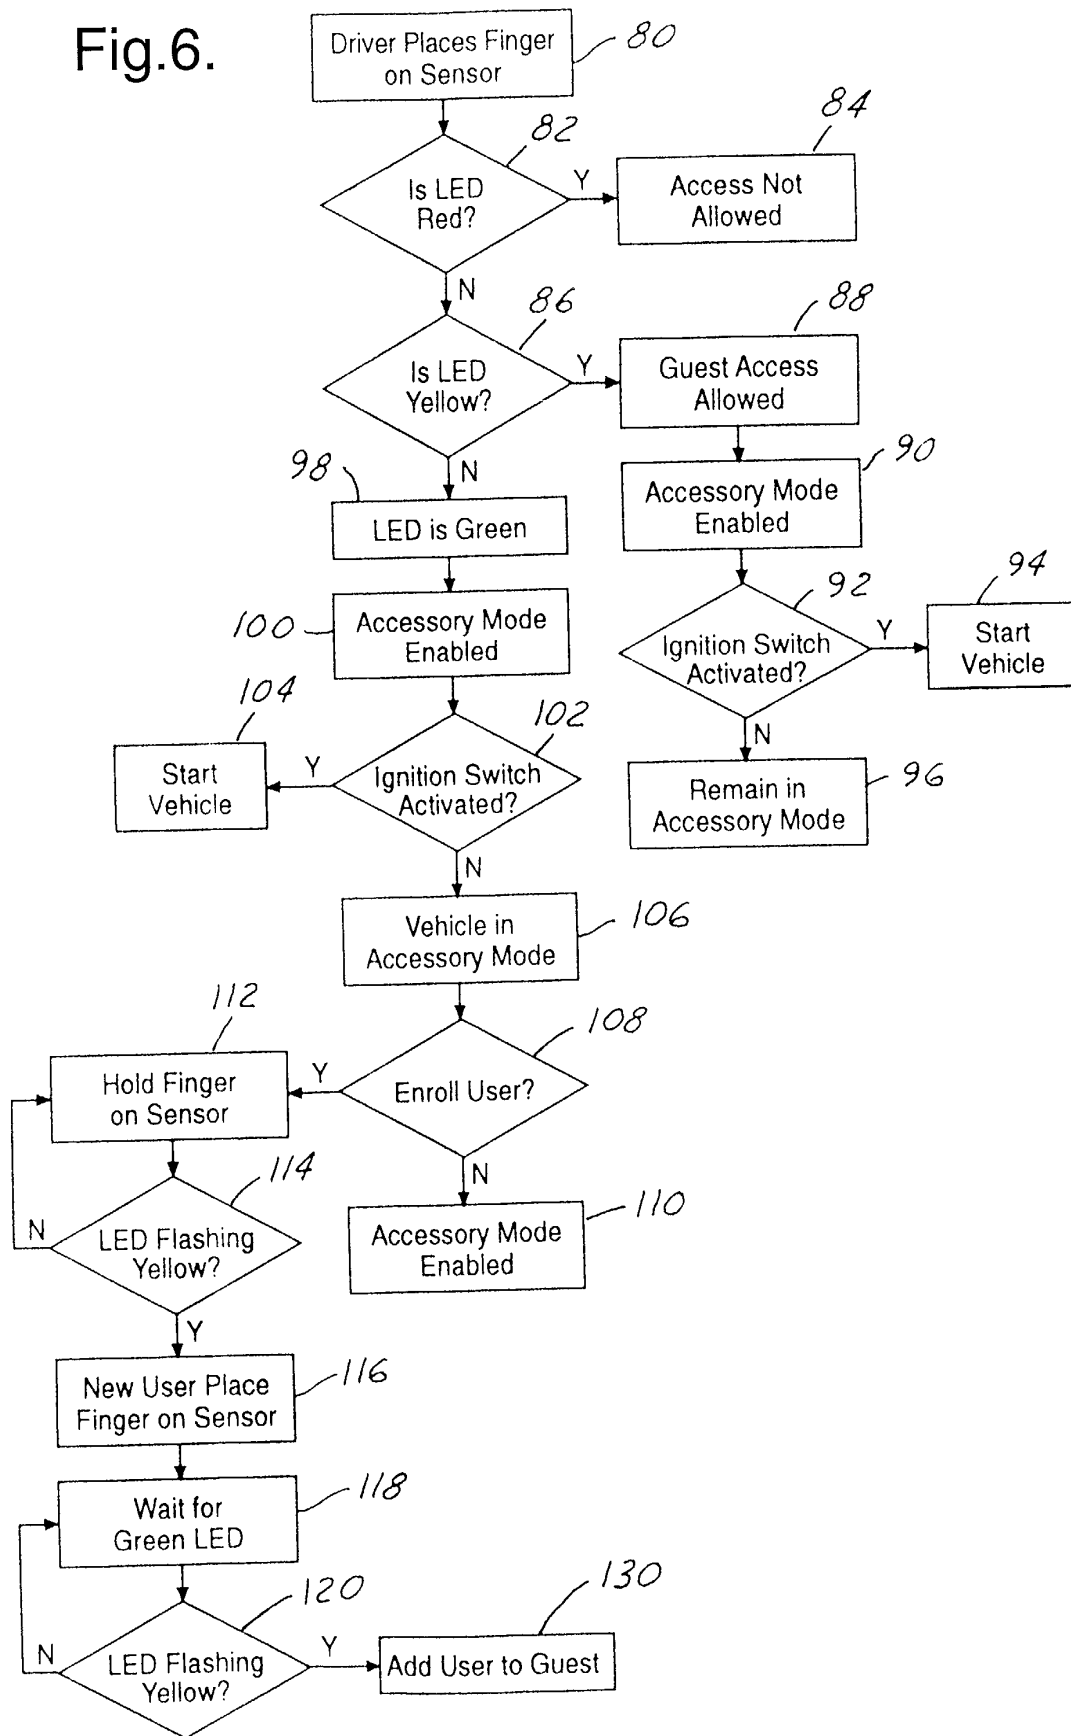 Fig.6.
Driver Places Finger
on Sensor
80
82
Is LED
Red?
Y
84
Access Not
Allowed
N
86
Is LED
Yellow?
Y
88
Guest Access
Allowed
N
98
LED is Green
90
Accessory Mode
Enabled
100
Accessory Mode
Enabled
92
Ignition Switch
Activated?
Y
94
Start
Vehicle
N
96
Remain in
Accessory Mode
104
Start
Vehicle
Y
102
Ignition Switch
Activated?
N
106
Vehicle in
Accessory Mode
108
Enroll User?
Y
112
Hold Finger
on Sensor
N
110
Accessory Mode
Enabled
114
LED Flashing
Yellow?
N
Y
116
New User Place
Finger on Sensor
118
Wait for
Green LED
120
LED Flashing
Yellow?
N
Y
130
Add User to Guest